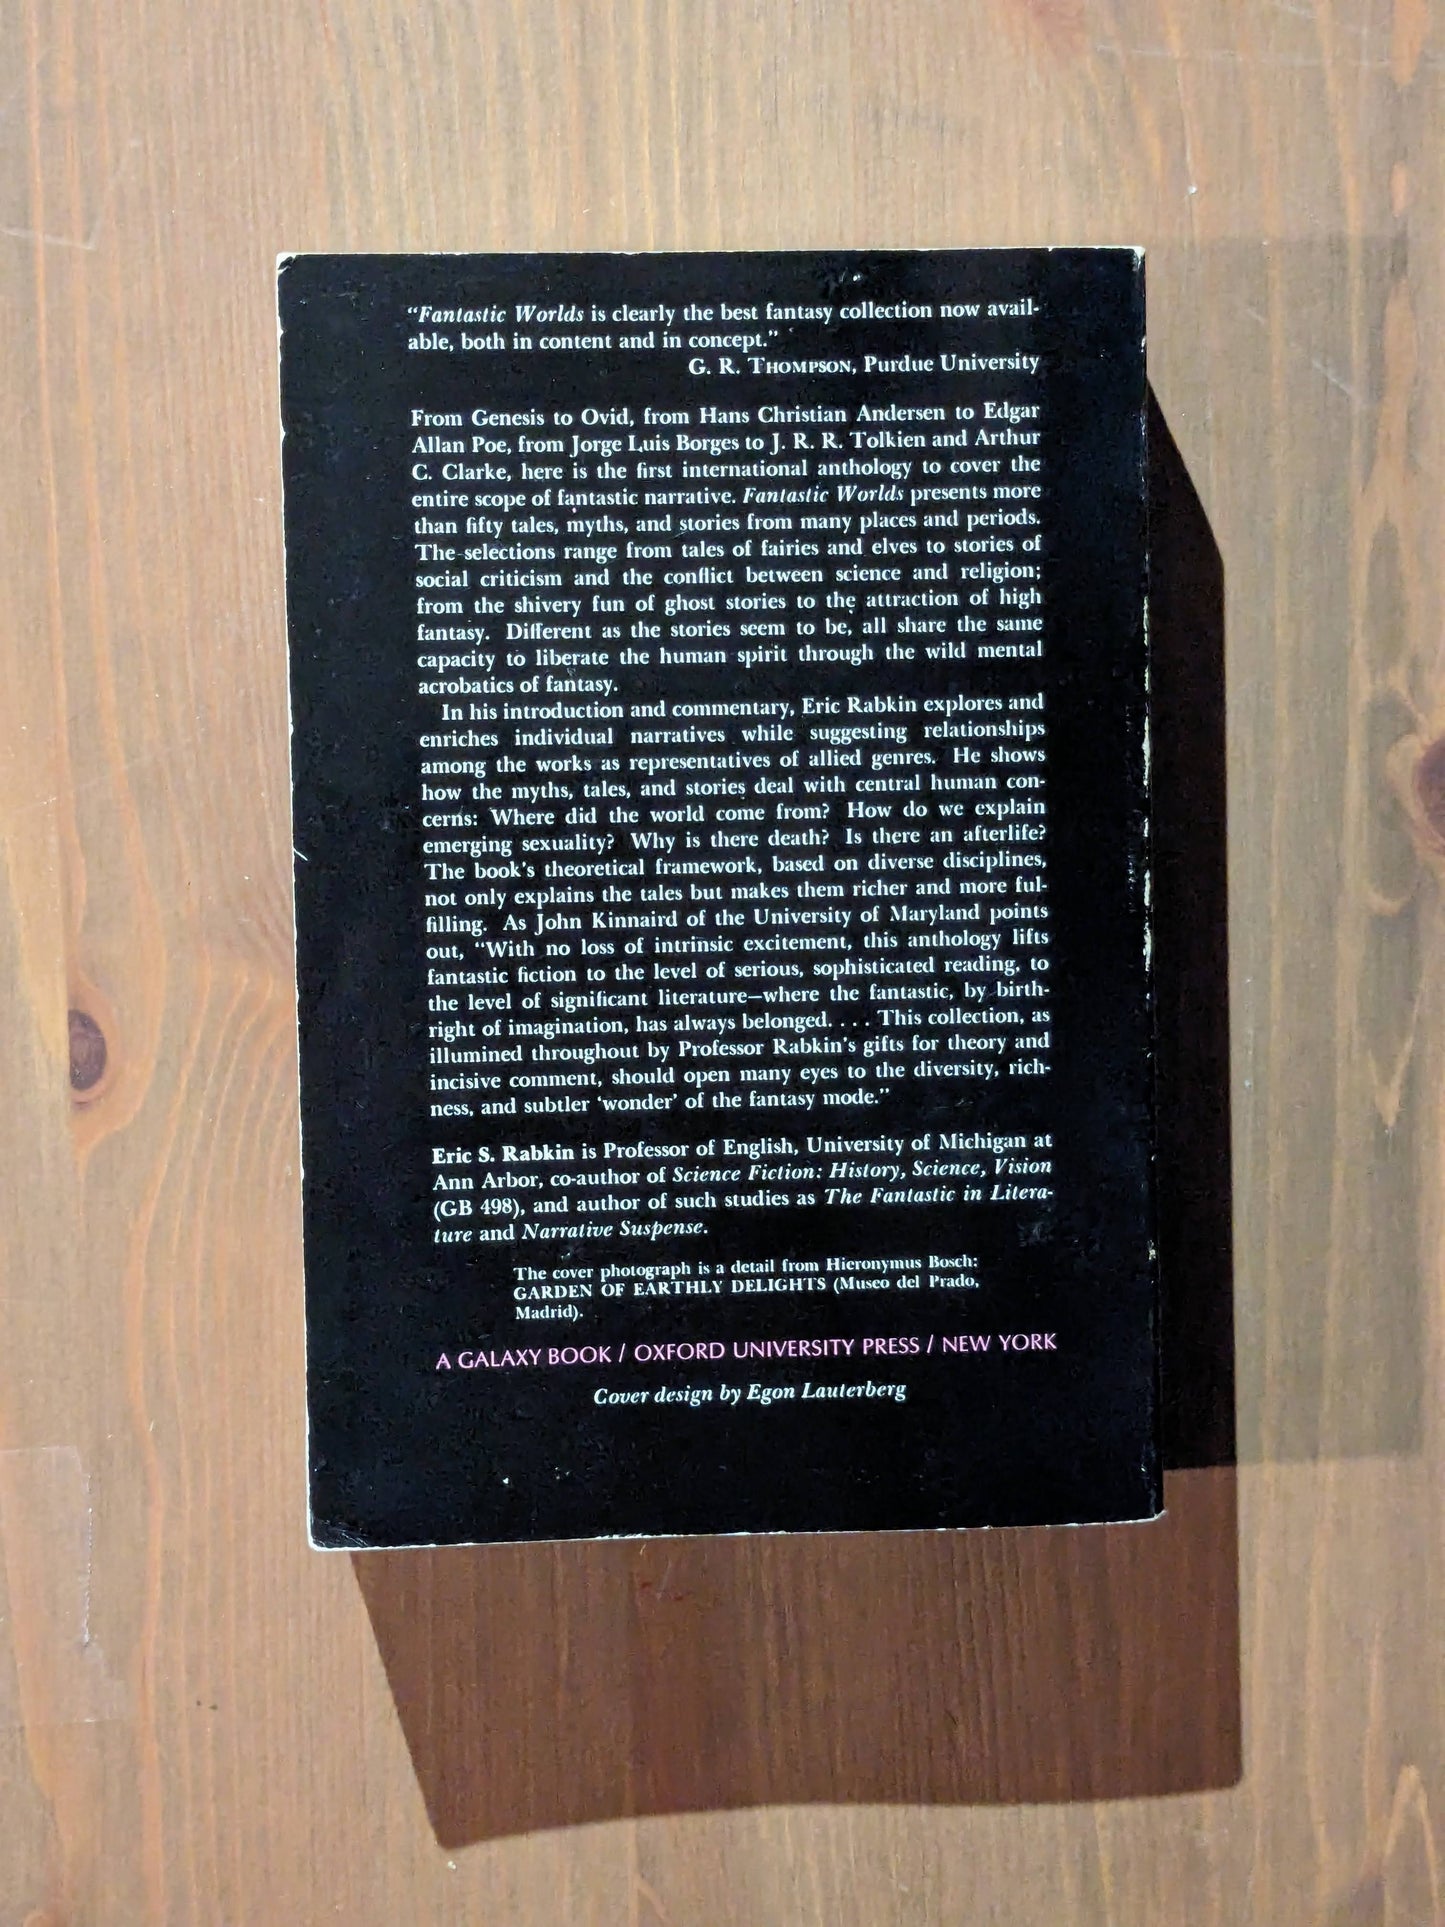 "Fantastic Worlds is clearly the best fantasy collection now avail-
able, both in content and in concept."
G. R. THOMPSON, Purdue University
From Genesis to Ovid, from Hans Christian Andersen to Edgar
Allan Poe, from Jorge Luis Borges to J. R. R. Tolkien and Arthur
C. Clarke, here is the first international anthology to cover the
entire scope of fantastic narrative. Fantastic Worlds presents more
than fifty tales, myths, and stories from many places and periods.
The selections range from tales of fairies and elves to stories of
social criticism and the conflict between science and religion;
from the shivery fun of ghost stories to the attraction of high
fantasy. Different as the stories seem to be, all share the same
capacity to liberate the human spirit through the wild mental
acrobatics of fantasy.
In his introduction and commentary, Eric Rabkin explores and
enriches individual narratives while suggesting relationships
among the works as representatives of allied genres. He shows
how the myths, tales, and stories deal with central human con-
cerns: Where did the world come from? How do we explain
emerging sexuality? Why is there death? Is there an afterlife?
The book's theoretical framework, based on diverse disciplines,
not only explains the tales but makes them richer and more ful-
filling. As John Kinnaird of the University of Maryland points
out, "With no loss of intrinsic excitement, this anthology lifts
fantastic fiction to the level of serious, sophisticated reading, to
the level of significant literature—where the fantastic, by birth-
right of imagination, has always belonged. . . . This collection, as
illumined throughout by Professor Rabkin's gifts for theory and
incisive comment, should open many eyes to the diversity, rich-
ness, and subtler 'wonder' of the fantasy mode."
Eric S. Rabkin is Professor of English, University of Michigan at
Ann Arbor, co-author of Science Fiction: History, Science, Vision
(GB 498), and author of such studies as The Fantastic in Litera-
ture and Narrative Suspense.
The cover photograph is a detail from Hieronymus Bosch:
GARDEN OF EARTHLY DELIGHTS (Museo del Prado,
Madrid).
A GALAXY BOOK / OXFORD UNIVERSITY PRESS / NEW YORK
Cover design by Egon Lauterberg